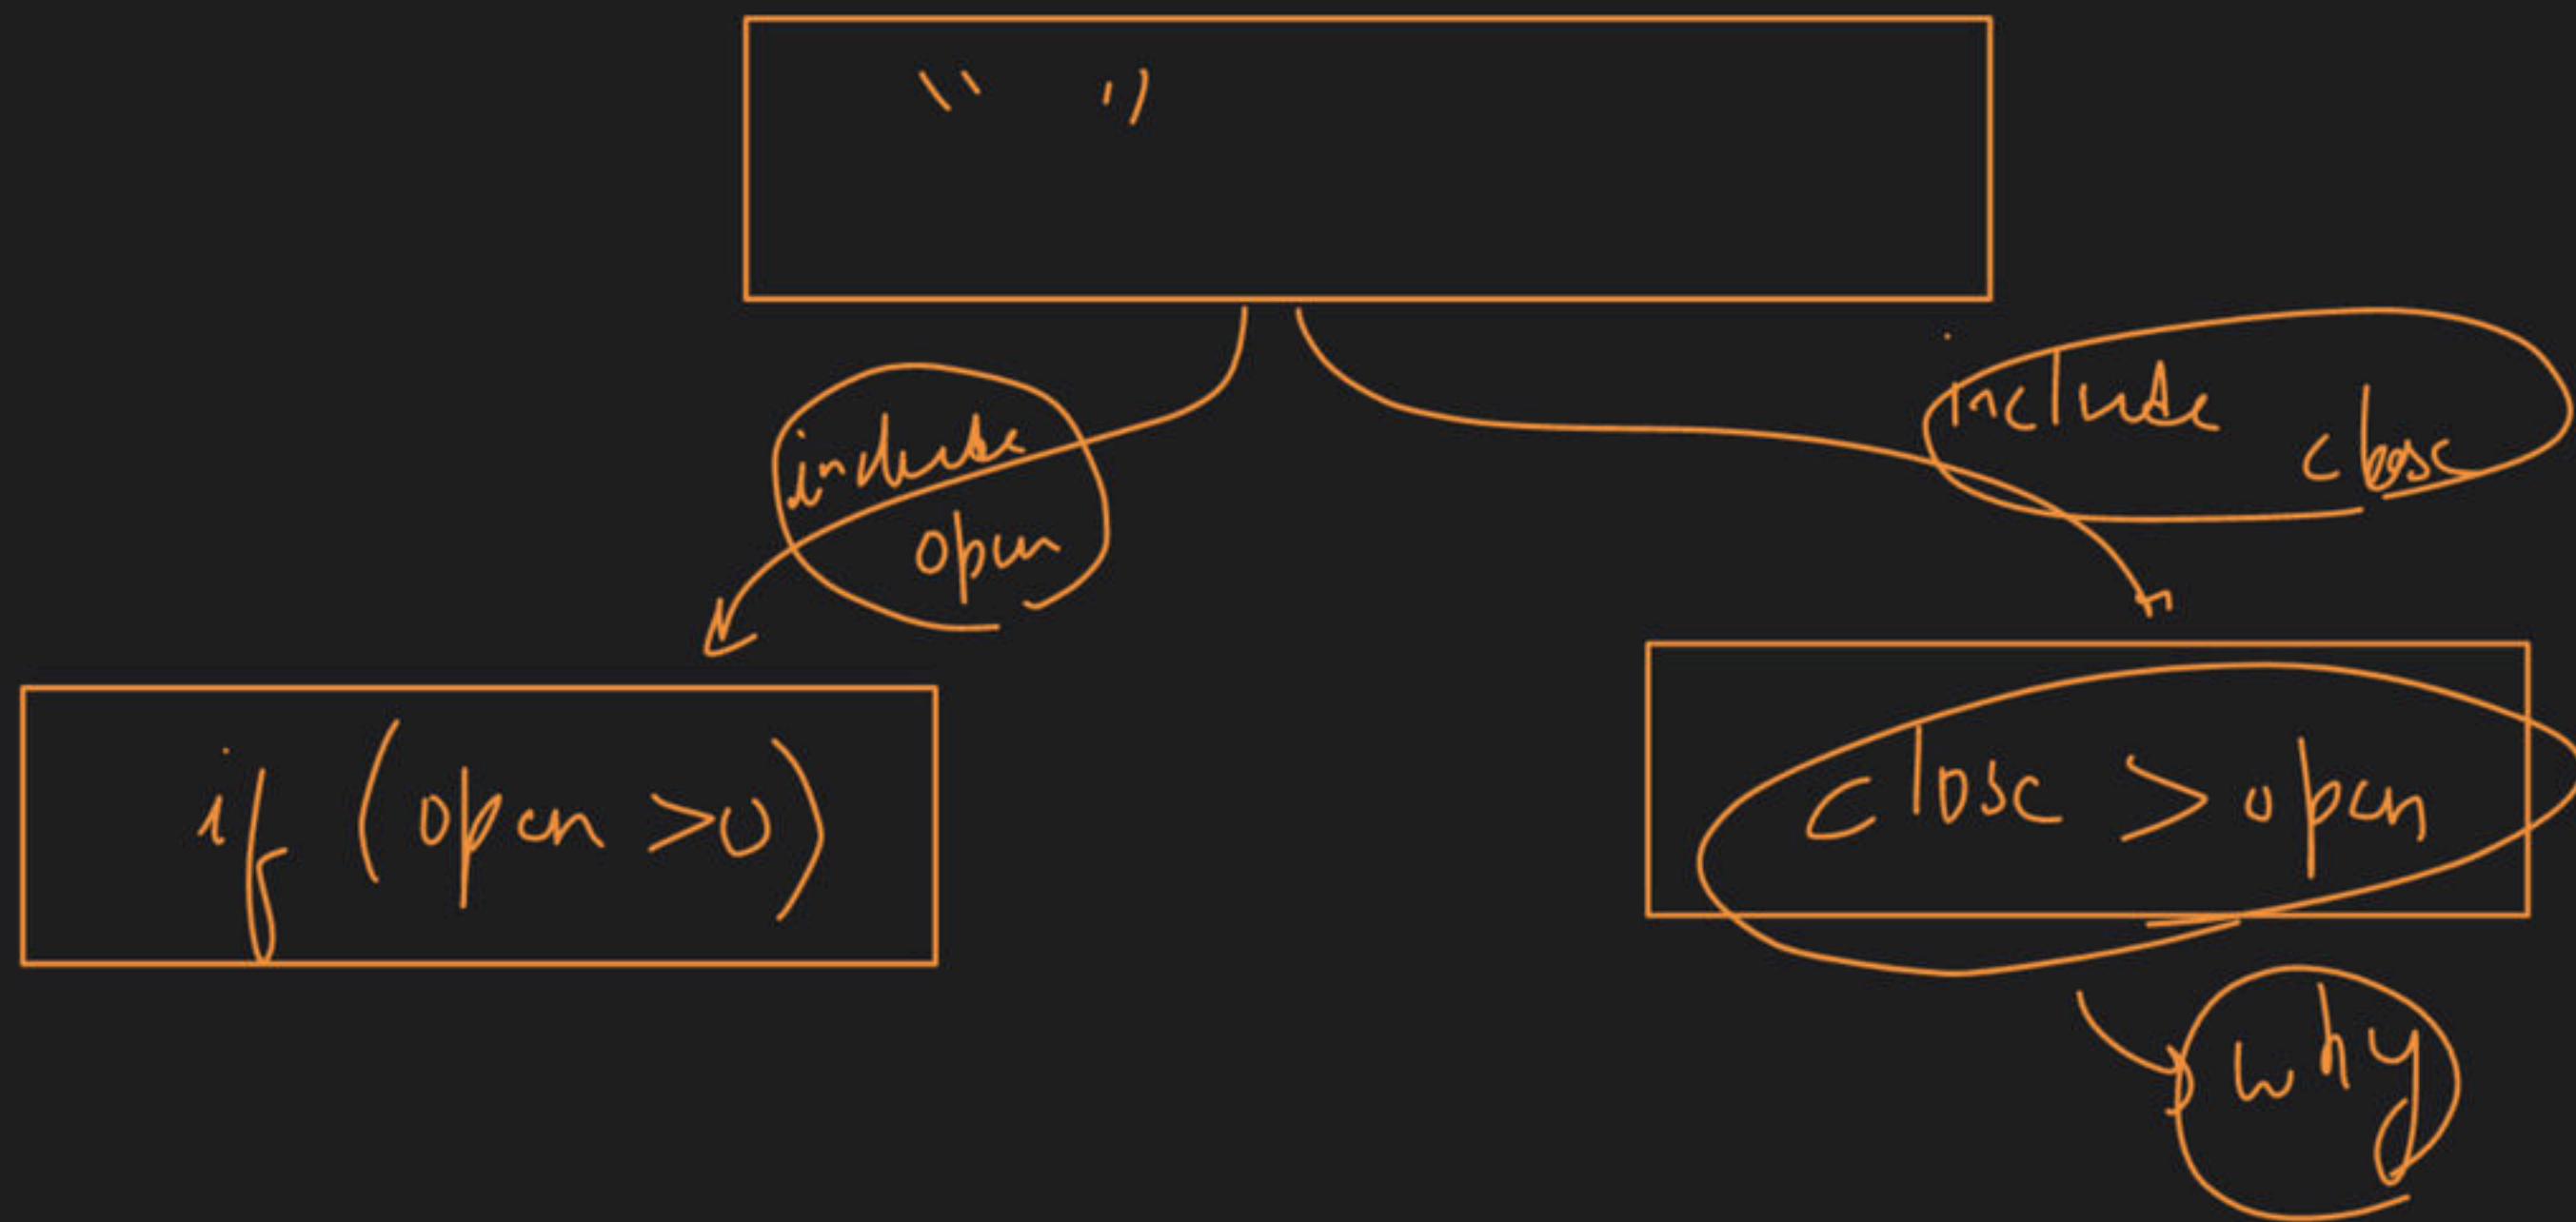 " "
include
open
include
close
if (open >0)
close > open
why